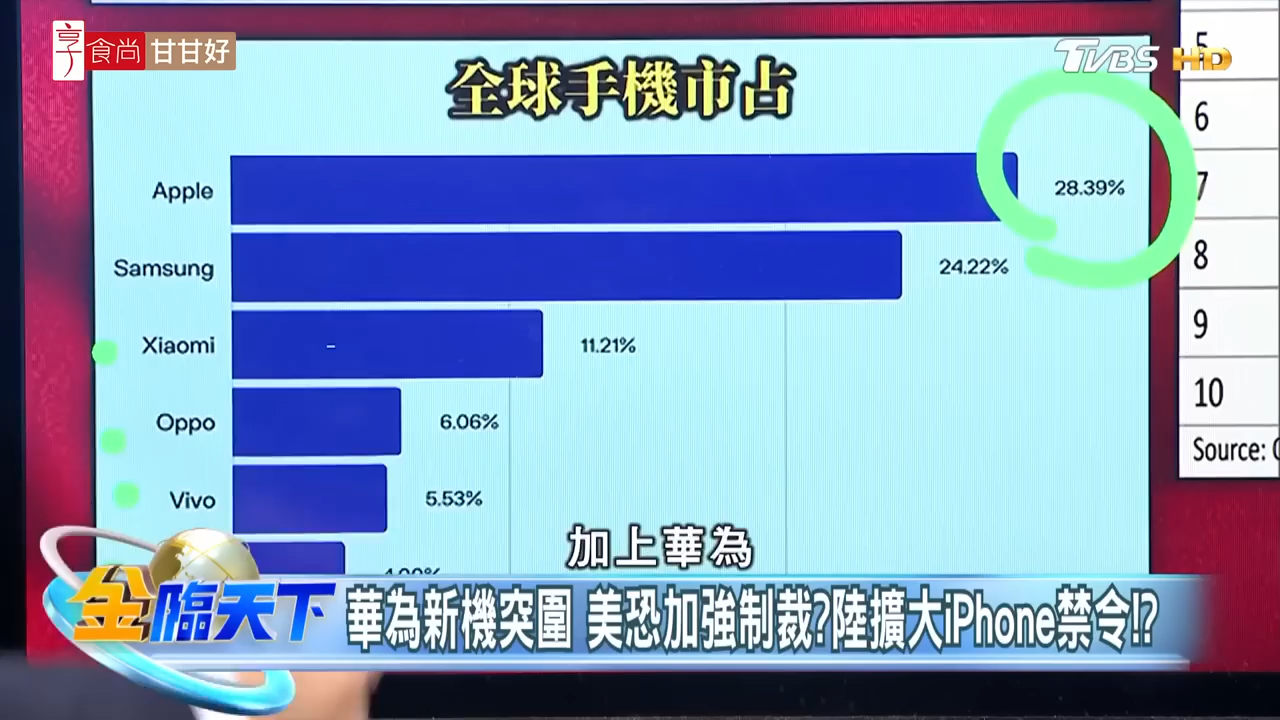 享
食尚
甘甘好
TVBS HD
全球手機市占
Apple
28.39%
Samsung
24.22%
Xiaomi
11.21%
Oppo
6.06%
Vivo
5.53%
6
7
8
9
10
Source:
加上華為
金臨天下
華為新機突圍 美恐加強制裁?陸擴大iPhone禁令!?